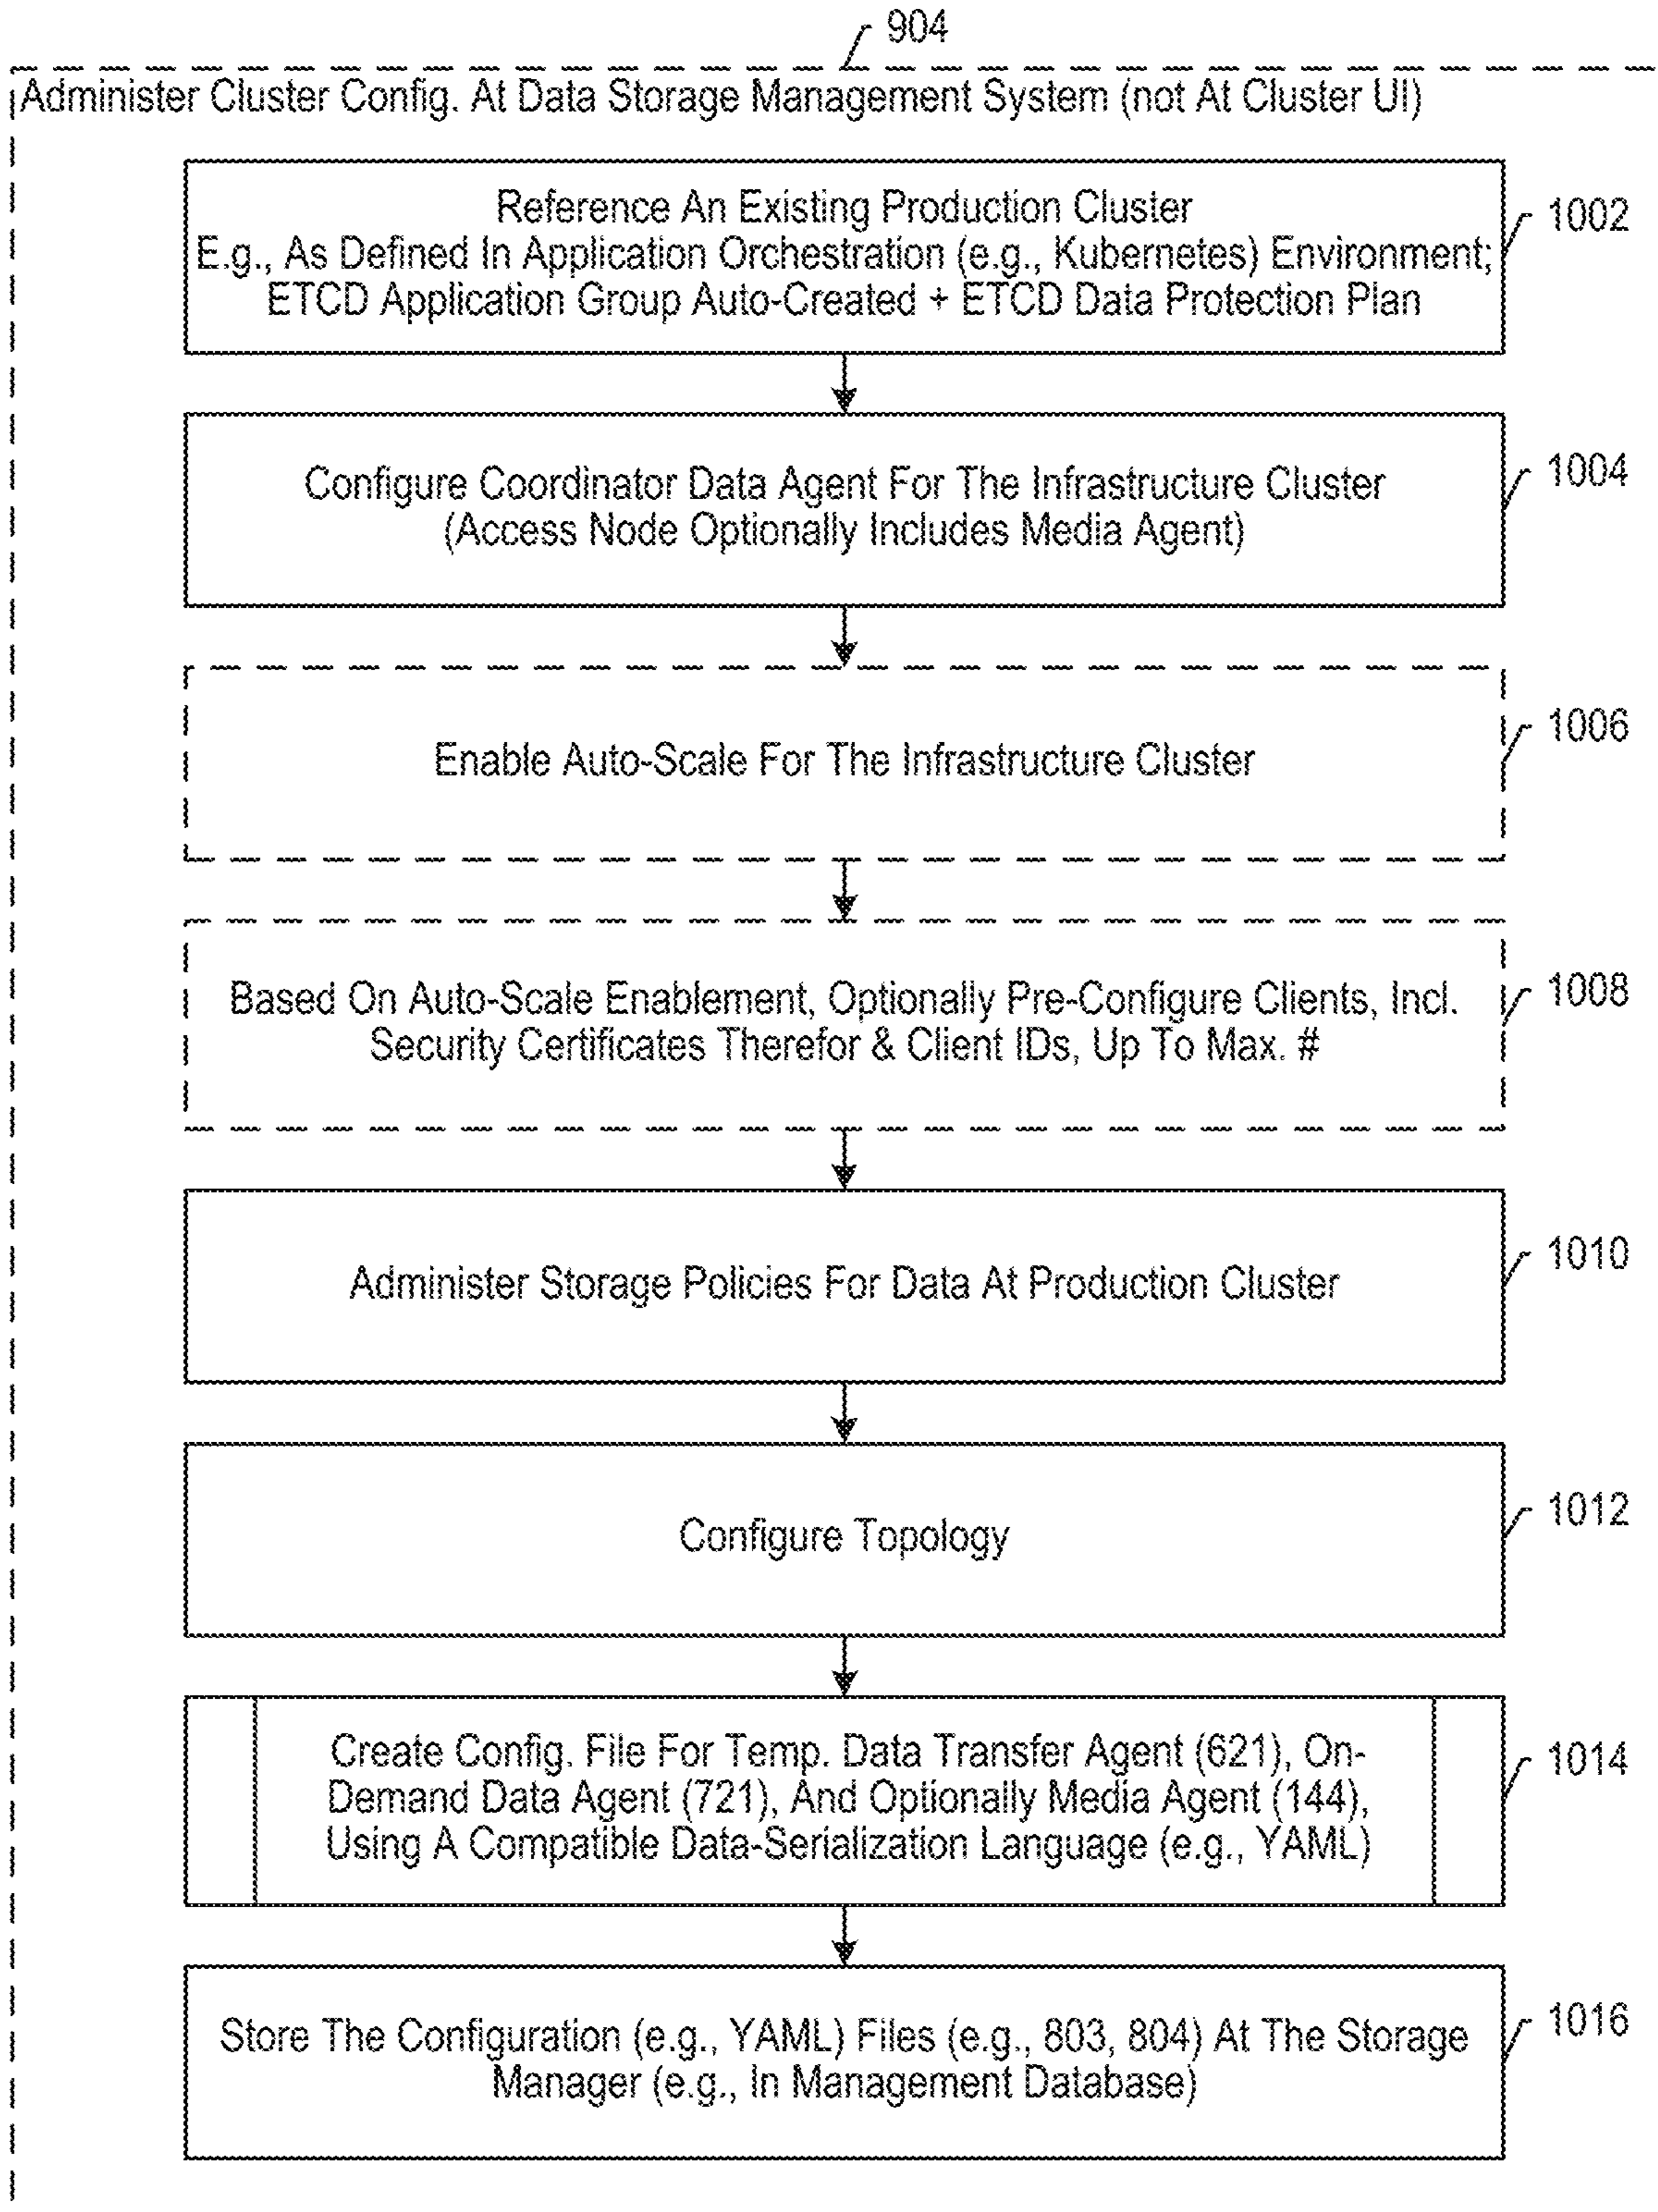 904
Administer Cluster Config. At Data Storage Management System (not At Cluster UI)
Reference An Existing Production Cluster
E.g., As Defined In Application Orchestration (e.g., Kubernetes) Environment;
ETCD Application Group Auto-Created + ETCD Data Protection Plan
1002
Configure Coordinator Data Agent For The Infrastructure Cluster
(Access Node Optionally Includes Media Agent)
1004
Enable Auto-Scale For The Infrastructure Cluster
1006
Based On Auto-Scale Enablement, Optionally Pre-Configure Clients, Incl.
Security Certificates Therefor & Client IDs, Up To Max. #
1008
Administer Storage Policies For Data At Production Cluster
1010
Configure Topology
1012
Create Config. File For Temp. Data Transfer Agent (621), On-
Demand Data Agent (721), And Optionally Media Agent (144),
Using A Compatible Data-Serialization Language (e.g., YAML)
1014
Store The Configuration (e.g., YAML) Files (e.g., 803, 804) At The Storage
Manager (e.g., In Management Database)
1016